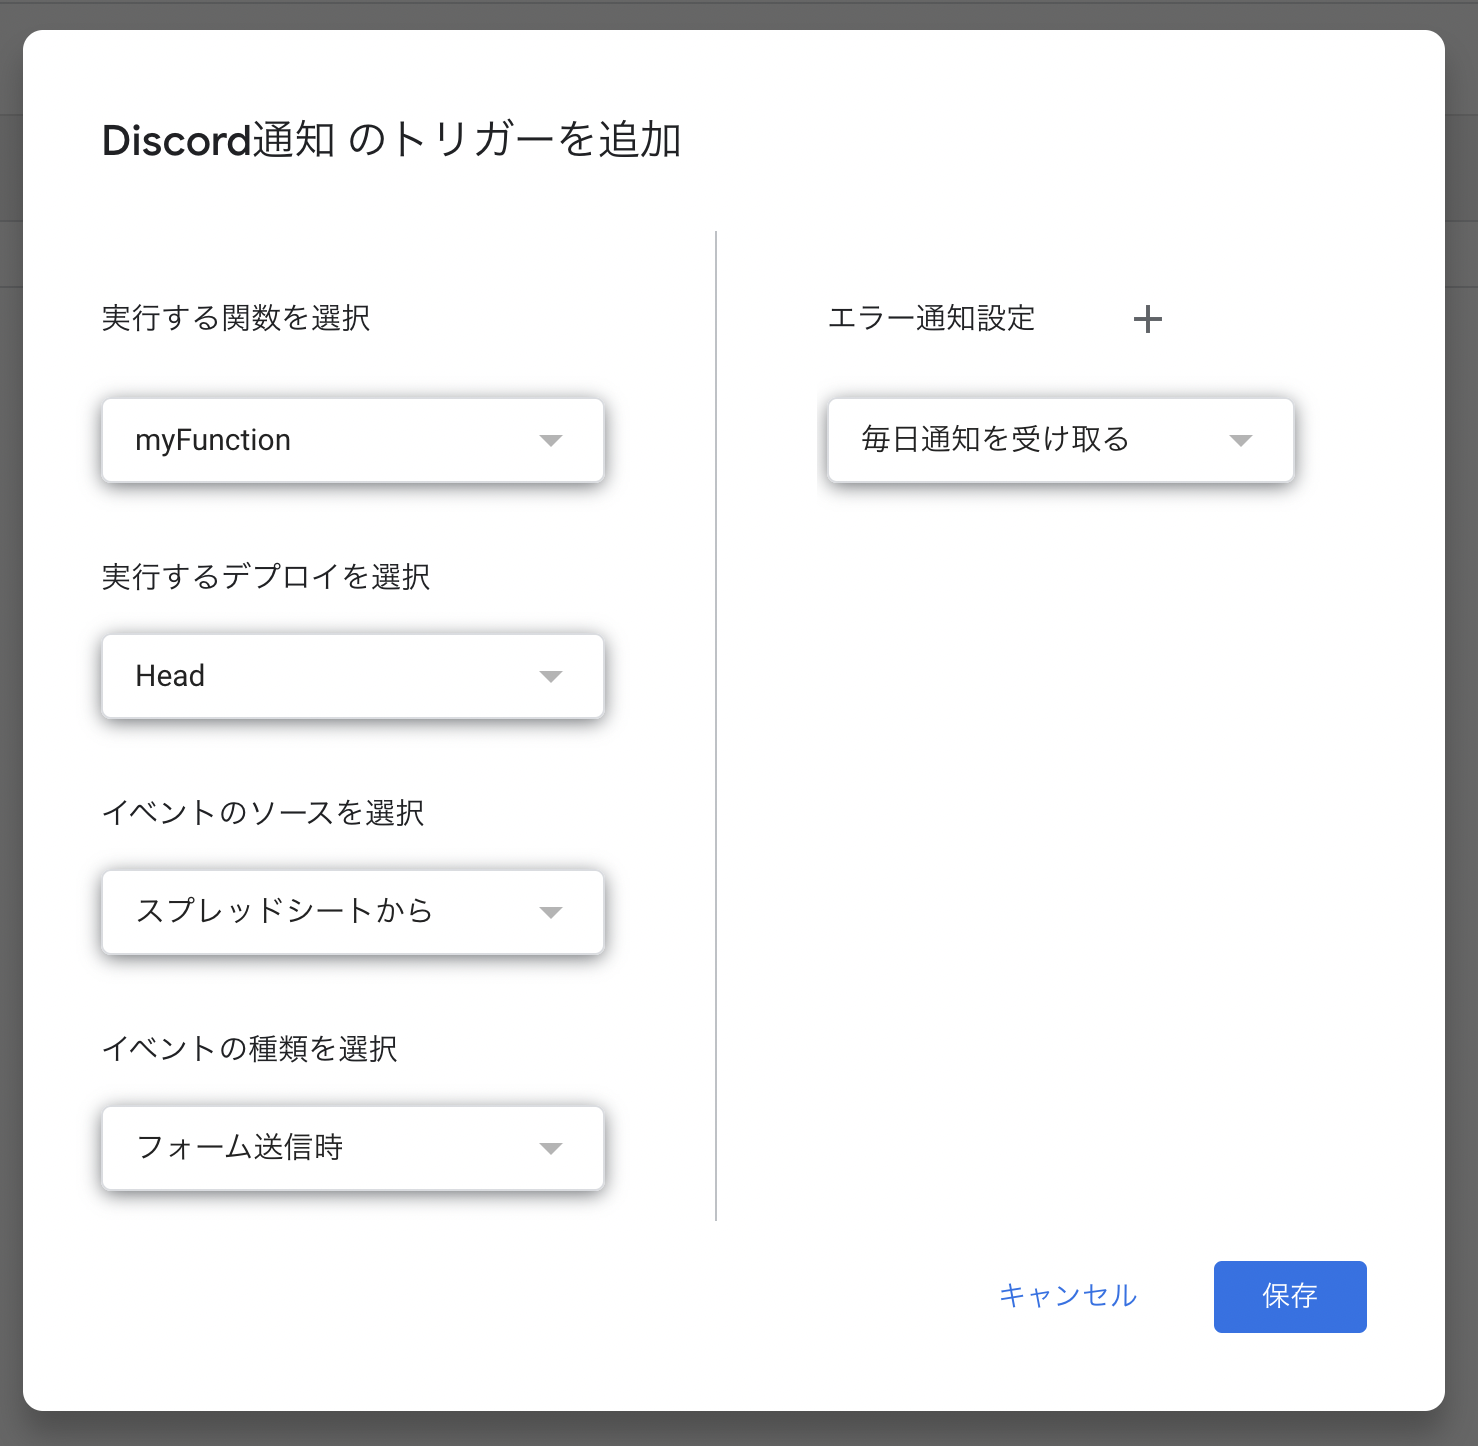 Discord通知 のトリガーを追加
実行する関数を選択
myFunction
実行するデプロイを選択
Head
イベントのソースを選択
スプレッドシートから
イベントの種類を選択
フォーム送信時
エラー通知設定
毎日通知を受け取る
キャンセル
保存